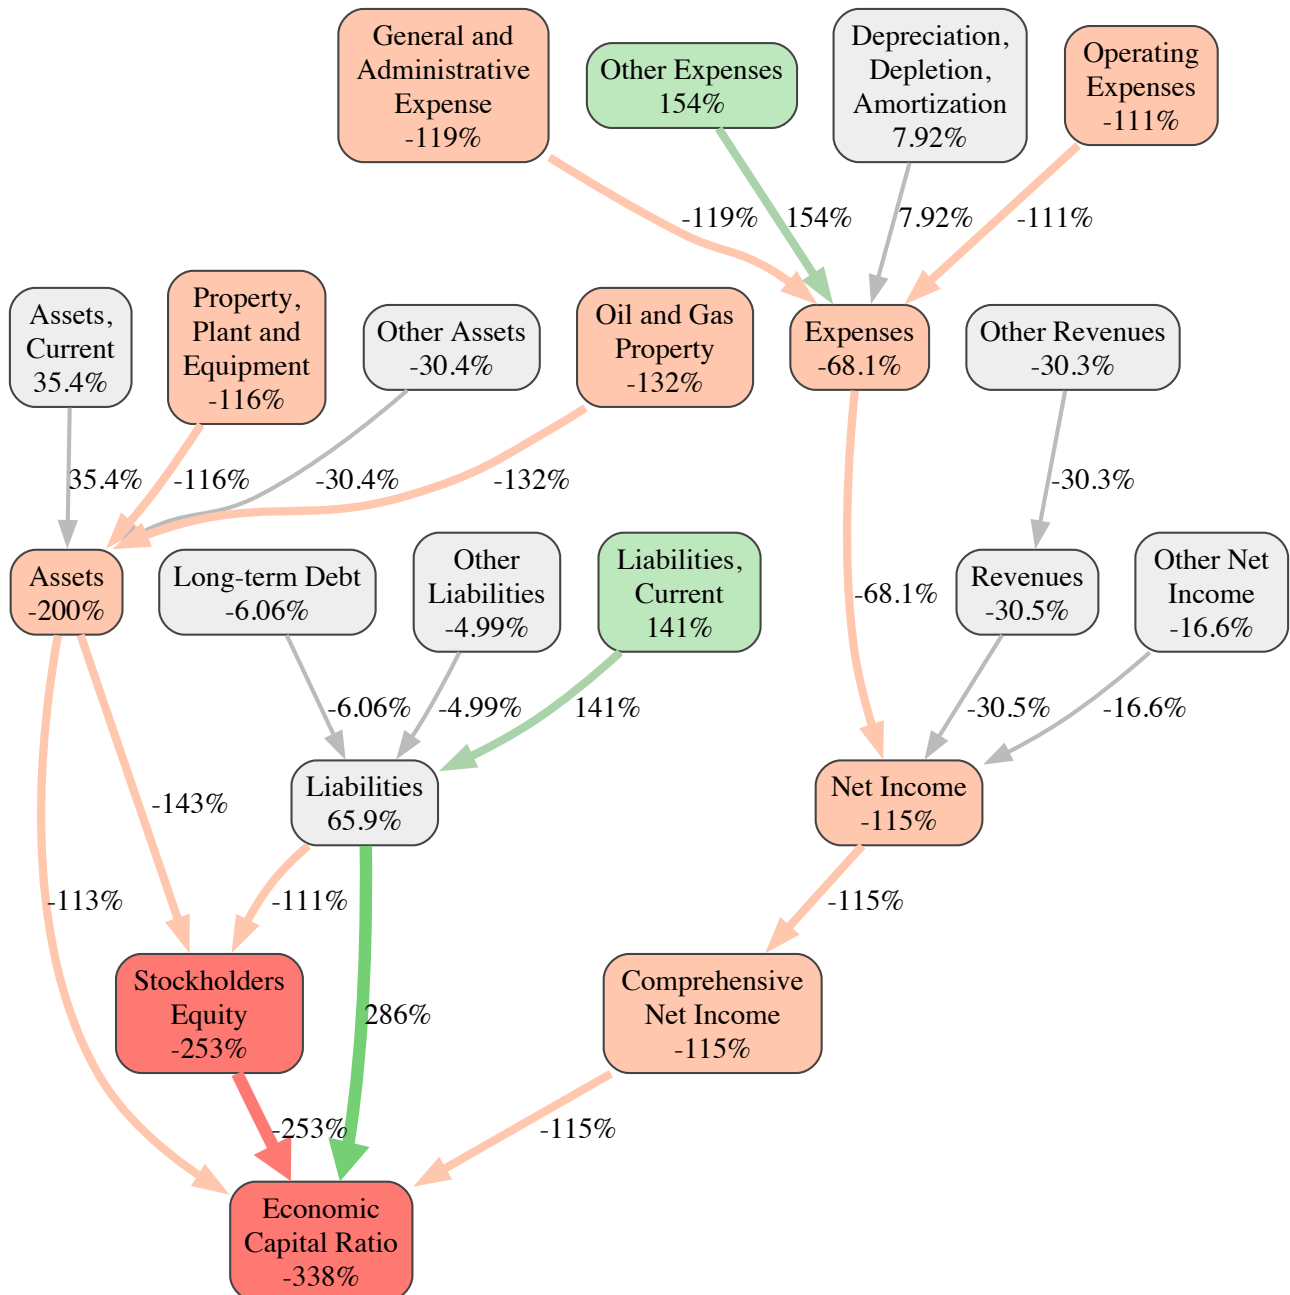 General and
Administrative
Expense
-119%
Other Expenses
154%
Depreciation,
Depletion,
Amortization
7.92%
Operating
Expenses
-111%
-119%
154%
7.92%
-111%
Assets,
Current
35.4%
Property,
Plant and
Equipment
-116%
Other Assets
-30.4%
Oil and Gas
Property
-132%
Expenses
-68.1%
Other Revenues
-30.3%
35.4%
-116%
-30.4%
-132%
-30.3%
Assets
-200%
Long-term Debt
-6.06%
Other
Liabilities
-4.99%
Liabilities,
Current
141%
-68.1%
Revenues
-30.5%
Other Net
Income
-16.6%
-6.06%
-4.99%
141%
-30.5%
-16.6%
-143%
Liabilities
65.9%
Net Income
-115%
-113%
-111%
-115%
Stockholders
Equity
-253%
286%
Comprehensive
Net Income
-115%
-253%
-115%
Economic
Capital Ratio
-338%